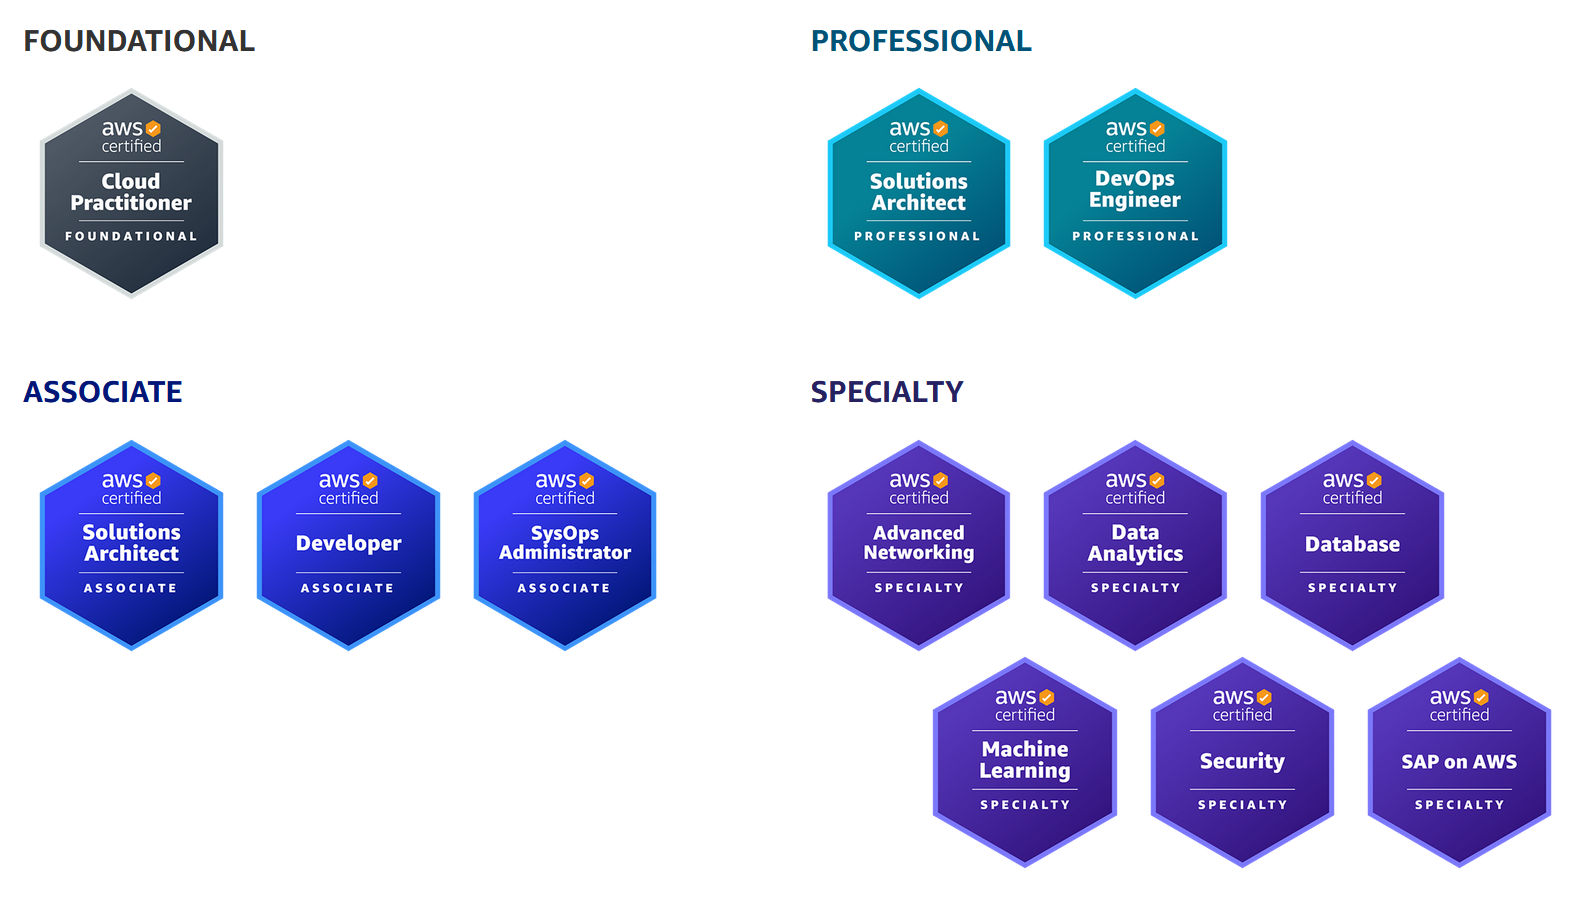 FOUNDATIONAL
aws
certified
Cloud
Practitioner
FOUNDATIONAL
PROFESSIONAL
aws
certified
Solutions
Architect
PROFESSIONAL
aws
certified
DevOps
Engineer
PROFESSIONAL
ASSOCIATE
aws
certified
Solutions
Architect
ASSOCIATE
aws
certified
Developer
ASSOCIATE
aws
certified
SysOps
Administrator
ASSOCIATE
SPECIALTY
aws
certified
Advanced
Networking
SPECIALTY
aws
certified
Data
Analytics
SPECIALTY
aws
certified
Database
SPECIALTY
aws
certified
Machine
Learning
SPECIALTY
aws
certified
Security
SPECIALTY
aws
certified
SAP on AWS
SPECIALTY